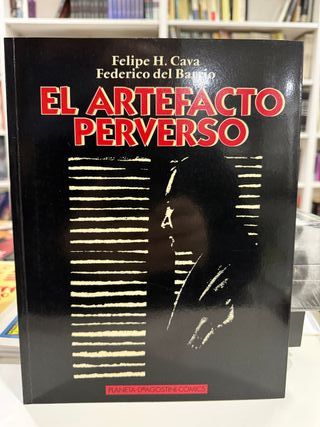 Felipe H. Cava
Federico del Barrio
EL ARTEFACTO
PERVERSO
PLANETA-DEAGOSTINI-COMICS